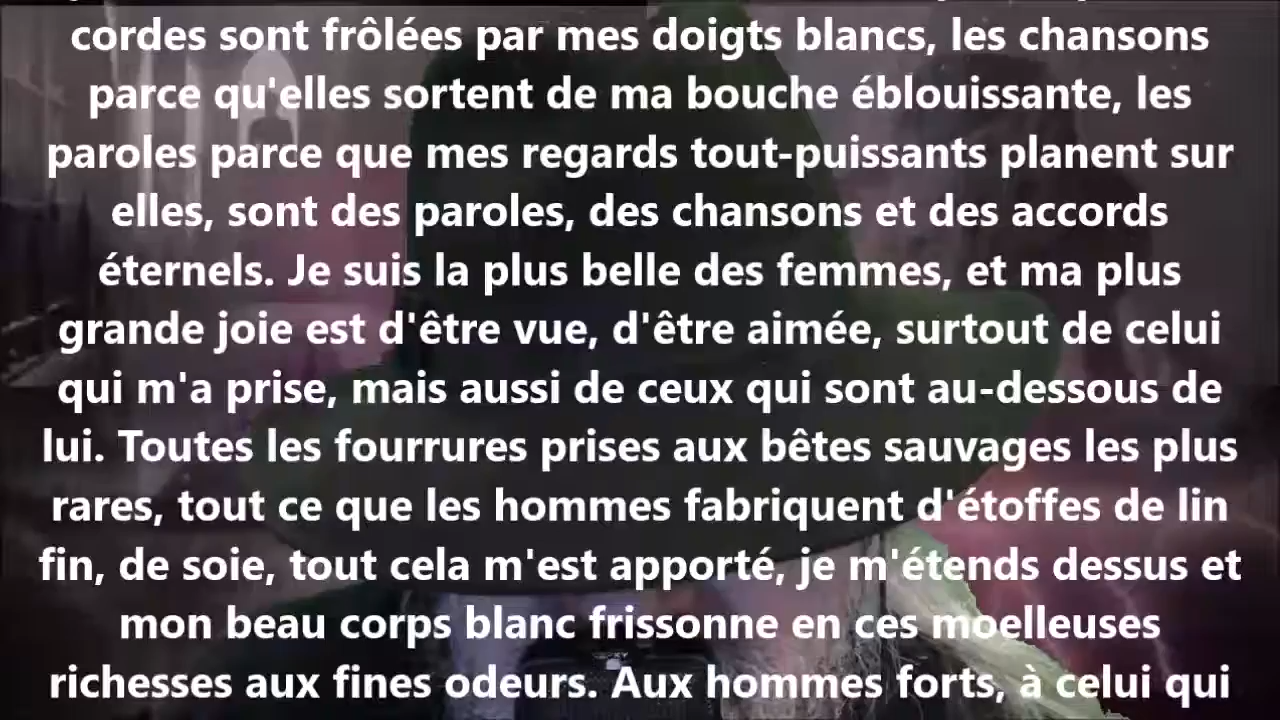 cordes sont frôlées par mes doigts blancs, les chansons
parce qu'elles sortent de ma bouche éblouissante, les
paroles parce que mes regards tout-puissants planent sur
elles, sont des paroles, des chansons et des accords
éternels. Je suis la plus belle des femmes, et ma plus
grande joie est d'être vue, d'être aimée, surtout de celui
qui m'a prise, mais aussi de ceux qui sont au-dessous de
lui. Toutes les fourrures prises aux bêtes sauvages les plus
rares, tout ce que les hommes fabriquent d'étoffes de lin
fin, de soie, tout cela m'est apporté, je m'étends dessus et
mon beau corps blanc frissonne en ces moelleuses
richesses aux fines odeurs. Aux hommes forts, à celui qui